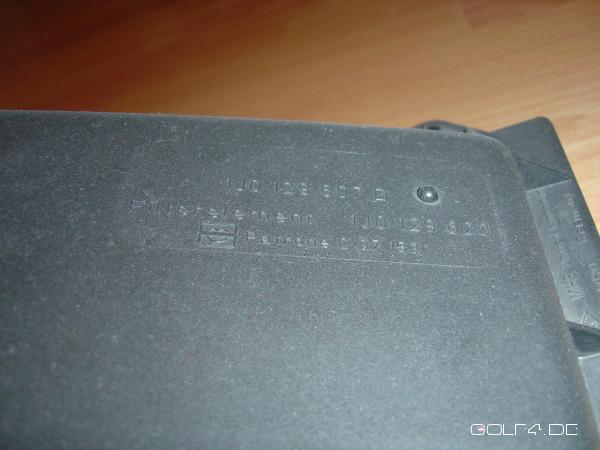 1J0 129 607 D
Filterelement 1J0 129 620
Patrone C 37 153
GOLF4.DE